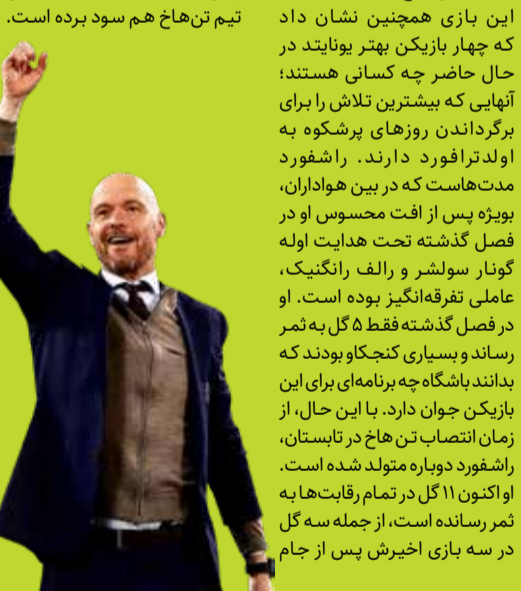 این بازی همچنین نشان داد
که چهار بازیکن بهتر یونایتد در
حال حاضر چه کسانی هستند؛
آنهایی که بیشترین تلاش را برای
برگرداندن روزهای پرشکوه به
اولدترافورد دارند. راشفورد
مدت‌هاست که در بین هواداران،
بویژه پس از افت محسوس او در
فصل گذشته تحت هدایت اوله
گونار سولشر و رالف رانگنیک،
عاملی تفرقه‌انگیز بوده است. او
در فصل گذشته فقط ۵ گل به ثمر
رساند و بسیاری کنجکاو بودند که
بدانند باشگاه چه برنامه‌ای برای این
بازیکن جوان دارد. با این حال، از
زمان انتصاب تن هاخ در تابستان،
راشفورد دوباره متولد شده است.
او اکنون ۱۱ گل در تمام رقابت‌ها به
ثمر رسانده است، از جمله سه گل
در سه بازی اخیرش پس از جام
تیم تن‌هاخ هم سود برده است.